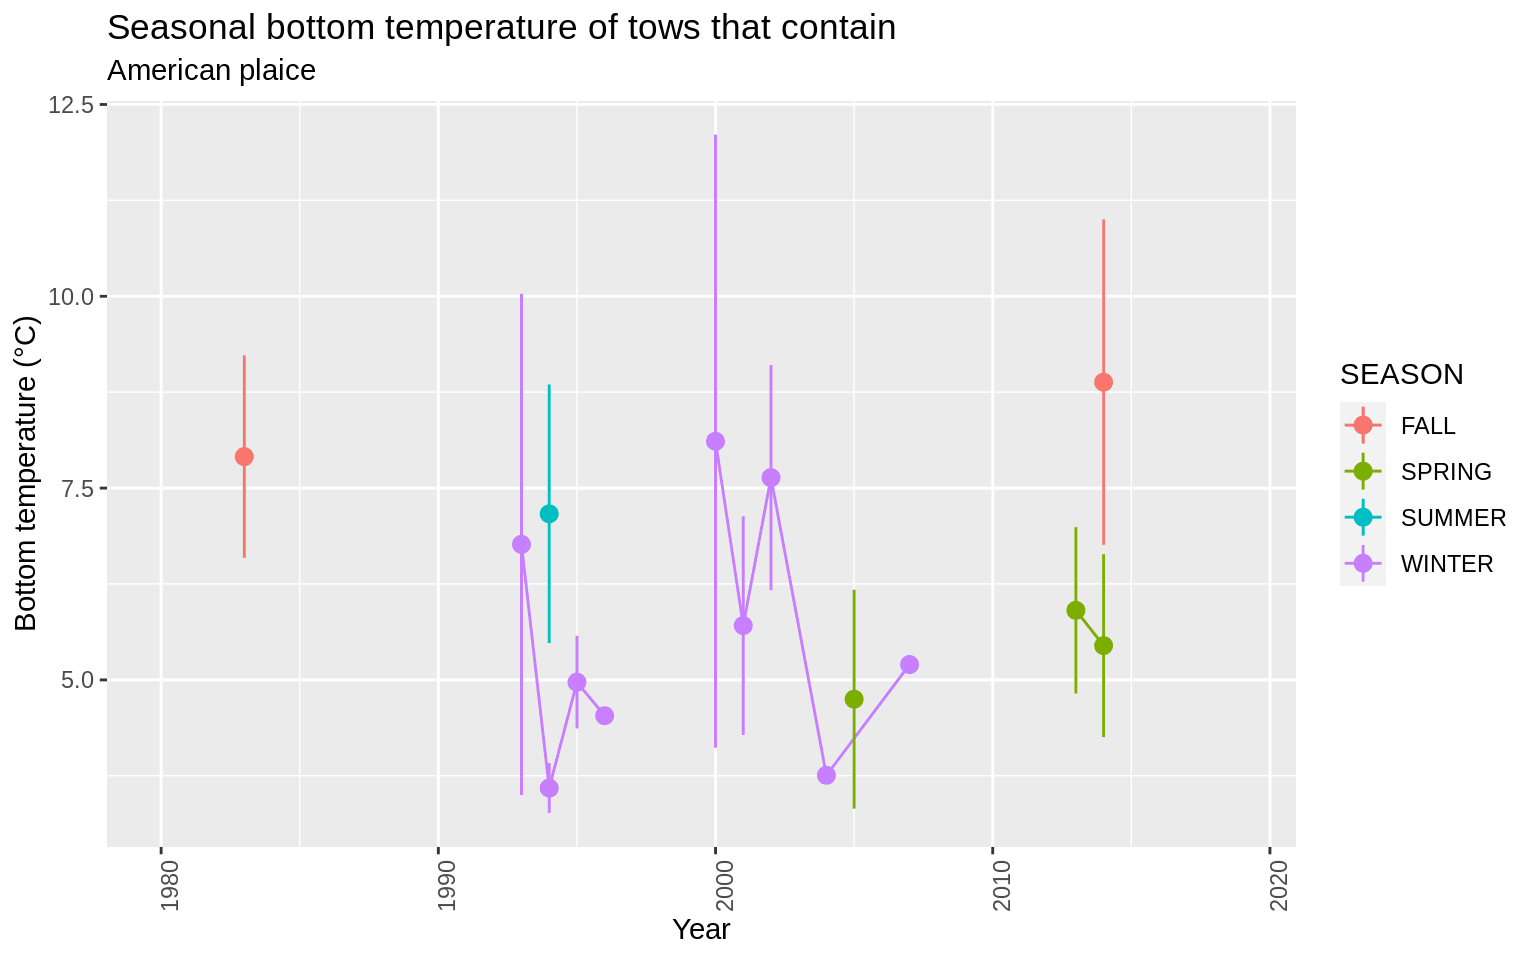 Seasonal bottom temperature of tows that contain
American plaice
12.5
10.0
7.5
5.0
Bottom temperature (°C)
1980
1990
2000
2010
2020
Year
SEASON
FALL
SPRING
SUMMER
WINTER